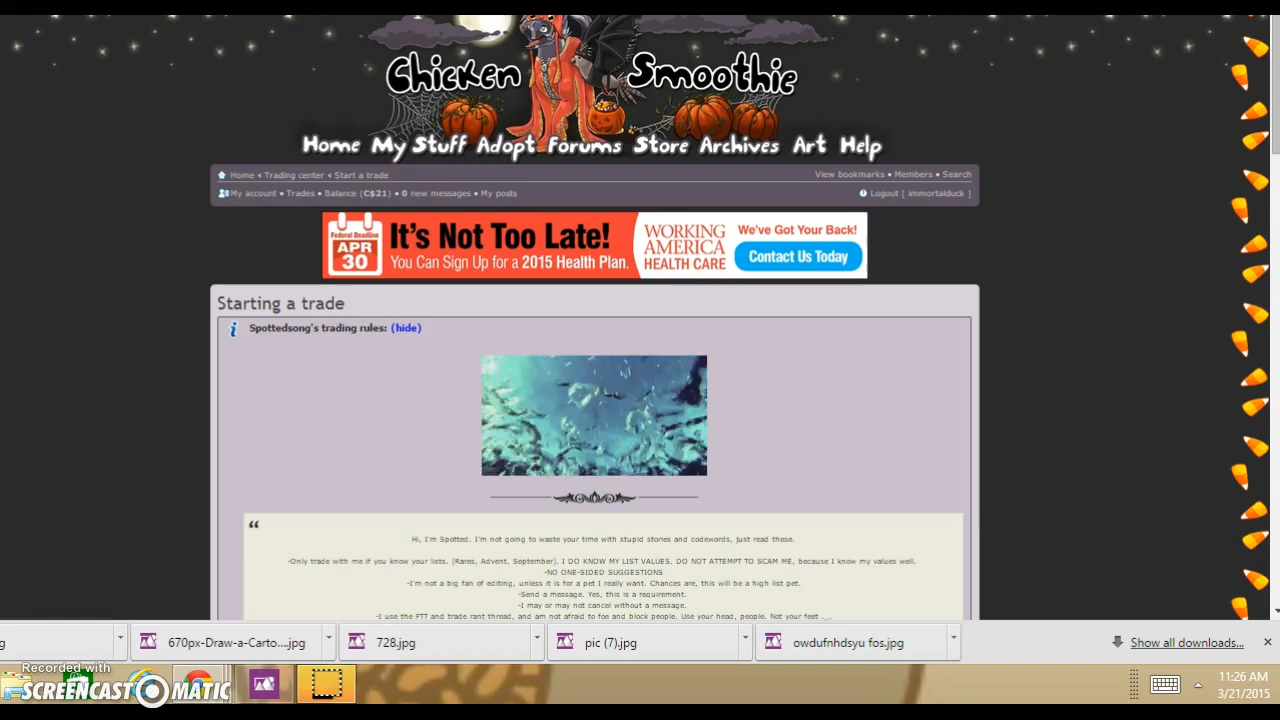 Chicken Smoothie
Home My Stuff Adopt Forums Store Archives Art Help
Home ‹ Trading center ‹ Start a trade
View bookmarks • Members • Search
My account • Trades • Balance (C$21) • 0 new messages • My posts
Logout [ immortalduck ]
Federal Deadline
APR
30
It's Not Too Late!
You Can Sign Up for a 2015 Health Plan.
WORKING
AMERICA
HEALTH CARE
We've Got Your Back!
Contact Us Today
Starting a trade
Spottedsong's trading rules: (hide)
“
Hi, I'm Spotted. I'm not going to waste your time with stupid stories and codewords, just read these.
-Only trade with me if you know your lists. [Rares, Advent, September]. I DO KNOW MY LIST VALUES. DO NOT ATTEMPT TO SCAM ME, because I know my values well.
-NO ONE-SIDED SUGGESTIONS
-I'm not a big fan of editing, unless it is for a pet I really want. Chances are, this will be a high list pet.
-Send a message. Yes, this is a requirement.
-I may or may not cancel without a message.
-I use the FTT and trade rant thread, and am not afraid to foe and block people. Use your head, people. Not your feet ._.
g
670px-Draw-a-Carto....jpg
728.jpg
pic (7).jpg
owdufnhdsyu fos.jpg
Show all downloads...
Recorded with
SCREENCAST MATIC
11:26 AM
3/21/2015